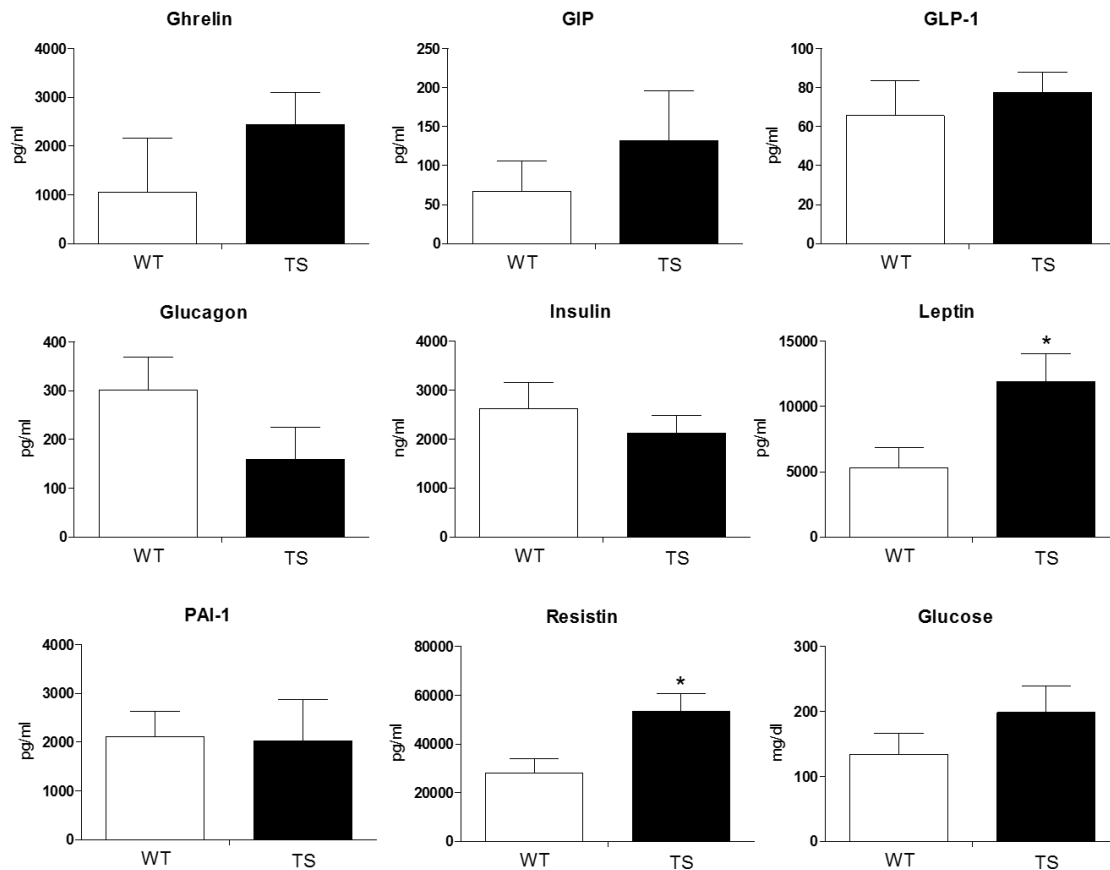 Ghrelin
4000
3000
2000
1000
0
pg/ml
WT
TS
GIP
250
200
150
100
50
0
pg/ml
WT
TS
GLP-1
100
80
60
40
20
0
pg/ml
WT
TS
Glucagon
400
300
200
100
0
pg/ml
WT
TS
Insulin
4000
3000
2000
1000
0
ng/ml
WT
TS
Leptin
15000
10000
5000
0
pg/ml
*
WT
TS
PAI-1
4000
3000
2000
1000
0
pg/ml
WT
TS
Resistin
80000
60000
40000
20000
0
pg/ml
*
WT
TS
Glucose
300
200
100
0
mg/dl
WT
TS